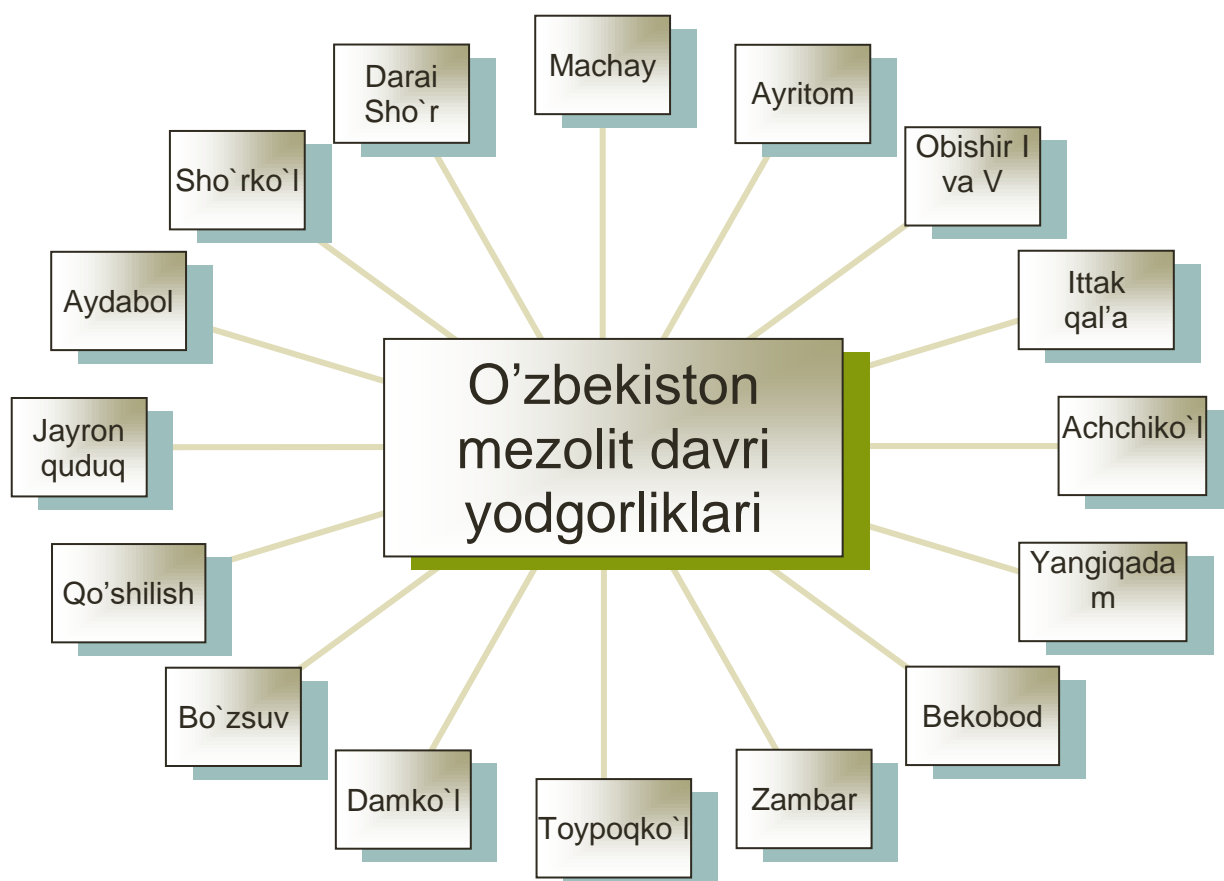 Machay
Darai
Sho`r
Ayritom
Obishir I
va V
Sho`rko`l
Ittak
qal’a
Aydabol
O’zbekiston
mezolit davri
yodgorliklari
Achchiko`l
Jayron
quduq
Yangiqada
m
Qo’shilish
Bekobod
Bo`zsuv
Zambar
Damko`l
Toypoqko`l